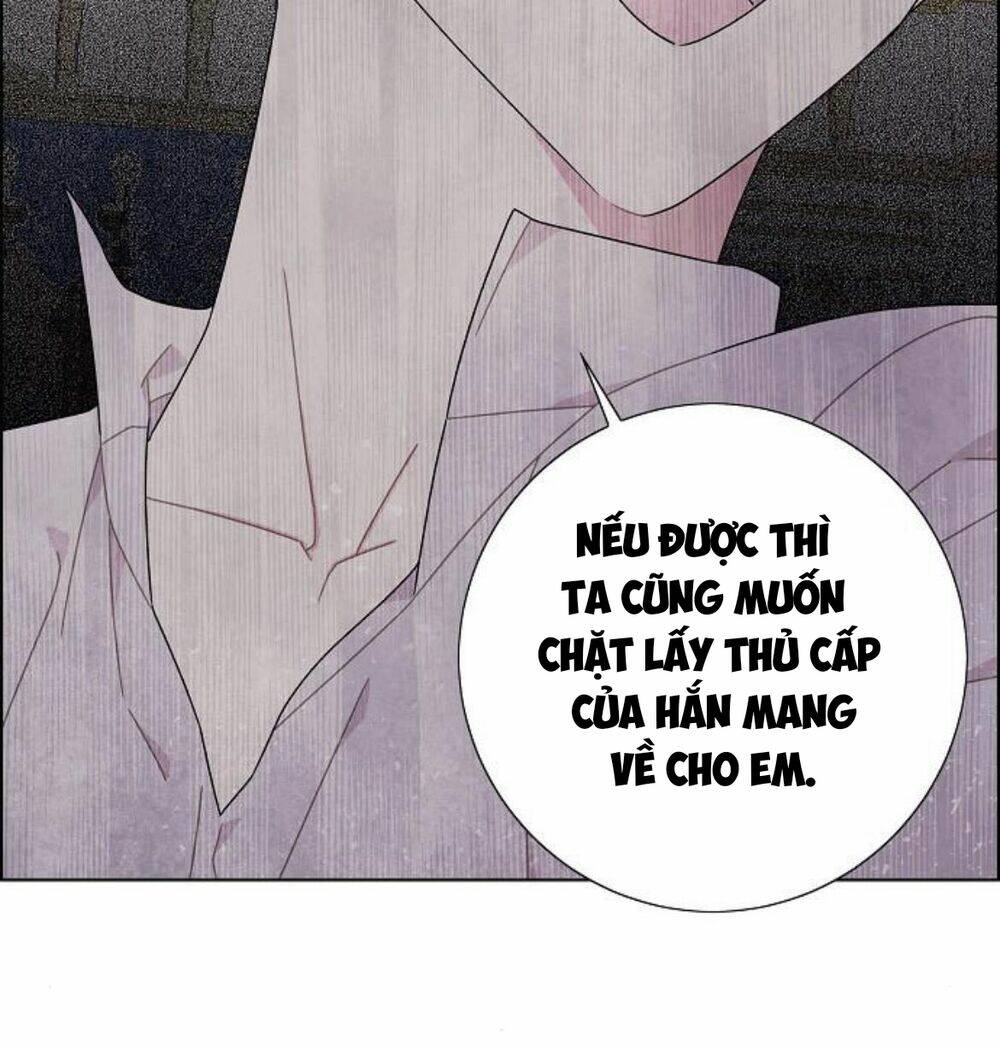 NẾU ĐƯỢC THÌ
TA CŨNG MUỐN
CHẶT LẤY THỦ CẤP
CỦA HẮN MANG
VỀ CHO EM.